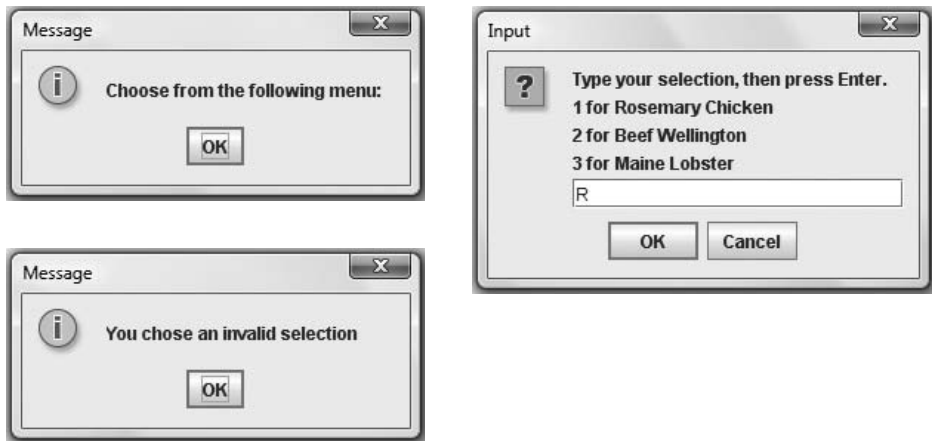 Message
Choose from the following menu:
OK
Input
Type your selection, then press Enter.
1 for Rosemary Chicken
2 for Beef Wellington
3 for Maine Lobster
R
OK Cancel
Message
You chose an invalid selection
OK